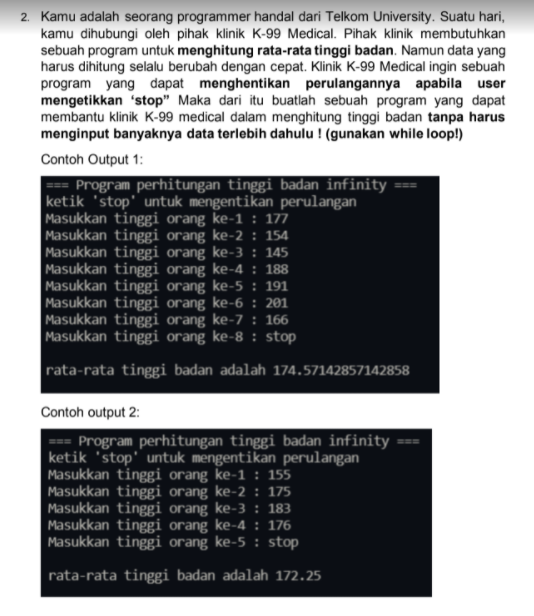 2. Kamu adalah seorang programmer handal dari Telkom University. Suatu hari,
kamu dihubungi oleh pihak klinik K-99 Medical. Pihak klinik membutuhkan
sebuah program untuk menghitung rata-rata tinggi badan. Namun data yang
harus dihitung selalu berubah dengan cepat. Klinik K-99 Medical ingin sebuah
program yang dapat menghentikan perulangannya apabila user
mengetikkan ‘stop” Maka dari itu buatlah sebuah program yang dapat
membantu klinik K-99 medical dalam menghitung tinggi badan tanpa harus
menginput banyaknya data terlebih dahulu ! (gunakan while loop!)
Contoh Output 1:
=== Program perhitungan tinggi badan infinity ===
ketik 'stop' untuk mengentikan perulangan
Masukkan tinggi orang ke-1 : 177
Masukkan tinggi orang ke-2 : 154
Masukkan tinggi orang ke-3 : 145
Masukkan tinggi orang ke-4 : 188
Masukkan tinggi orang ke-5 : 191
Masukkan tinggi orang ke-6 : 201
Masukkan tinggi orang ke-7 : 166
Masukkan tinggi orang ke-8 : stop
rata-rata tinggi badan adalah 174.57142857142858
Contoh output 2:
=== Program perhitungan tinggi badan infinity ===
ketik 'stop' untuk mengentikan perulangan
Masukkan tinggi orang ke-1 : 155
Masukkan tinggi orang ke-2 : 175
Masukkan tinggi orang ke-3 : 183
Masukkan tinggi orang ke-4 : 176
Masukkan tinggi orang ke-5 : stop
rata-rata tinggi badan adalah 172.25